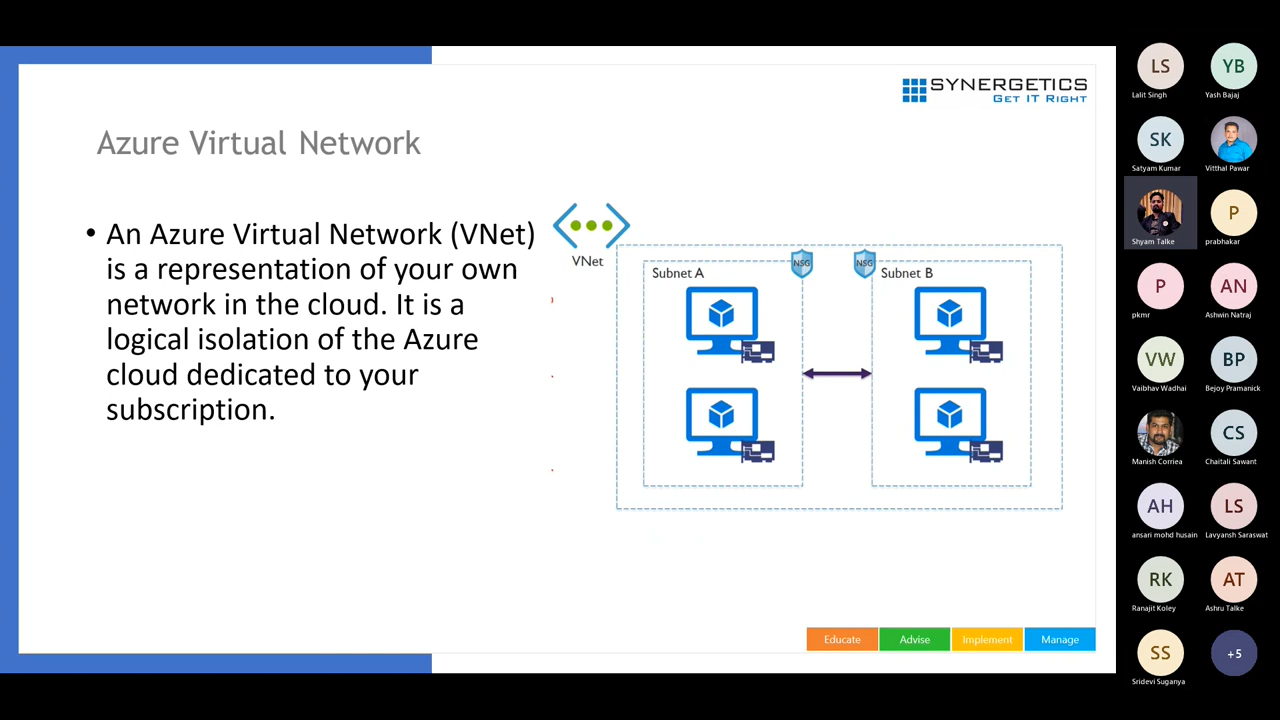 SYNERGETICS
GET IT RIGHT
Azure Virtual Network
• An Azure Virtual Network (VNet)
is a representation of your own
network in the cloud. It is a
logical isolation of the Azure
cloud dedicated to your
subscription.
VNet
Subnet A
NSG
NSG
Subnet B
Educate
Advise
Implement
Manage
LS
Lalit Singh
YB
Yash Bajaj
SK
Satyam Kumar
Vitthal Pawar
Shyam Talke
P
prabhakar
P
pkmr
AN
Ashwin Natraj
VW
Vaibhav Wadhai
BP
Bejoy Pramanick
Manish Corriea
CS
Chaitali Sawant
AH
ansari mohd husain
LS
Lavyansh Saraswat
RK
Ranajit Koley
AT
Ashru Talke
SS
Sridevi Suganya
+5